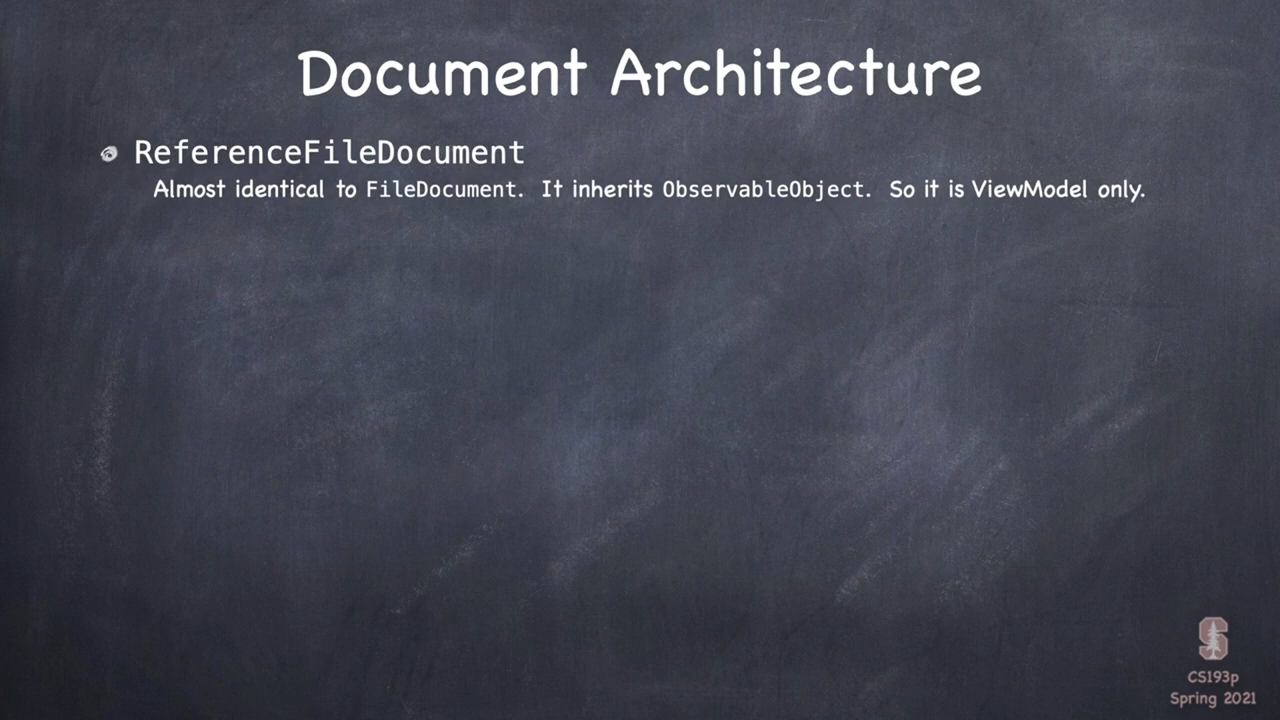 Document Architecture
ReferenceFileDocument
Almost identical to FileDocument. It inherits ObservableObject. So it is ViewModel only.
S
CS193p
Spring 2021